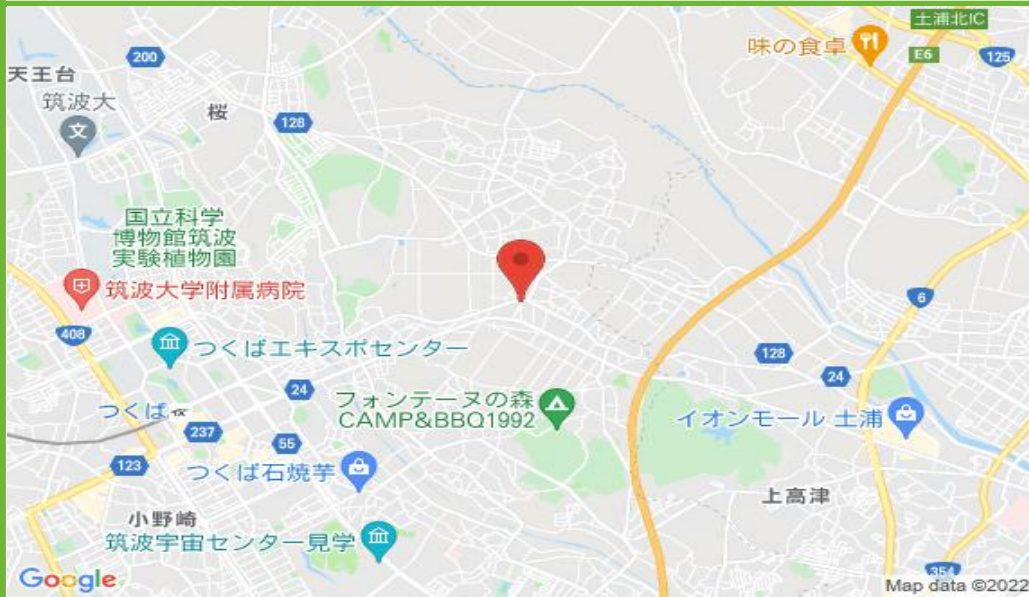 土浦北IC
味の食卓
E6
125
200
天王台
筑波大
文
桜
128
国立科学
博物館筑波
実験植物園
筑波大学附属病院
6
408
つくばエキスポセンター
128
24
24
フォンテーヌの森
CAMP&BBQ1992
イオンモール 土浦
つくば
237
55
123
つくば石焼芋
上高津
小野崎
筑波宇宙センター見学
354
Google
Map data ©2022